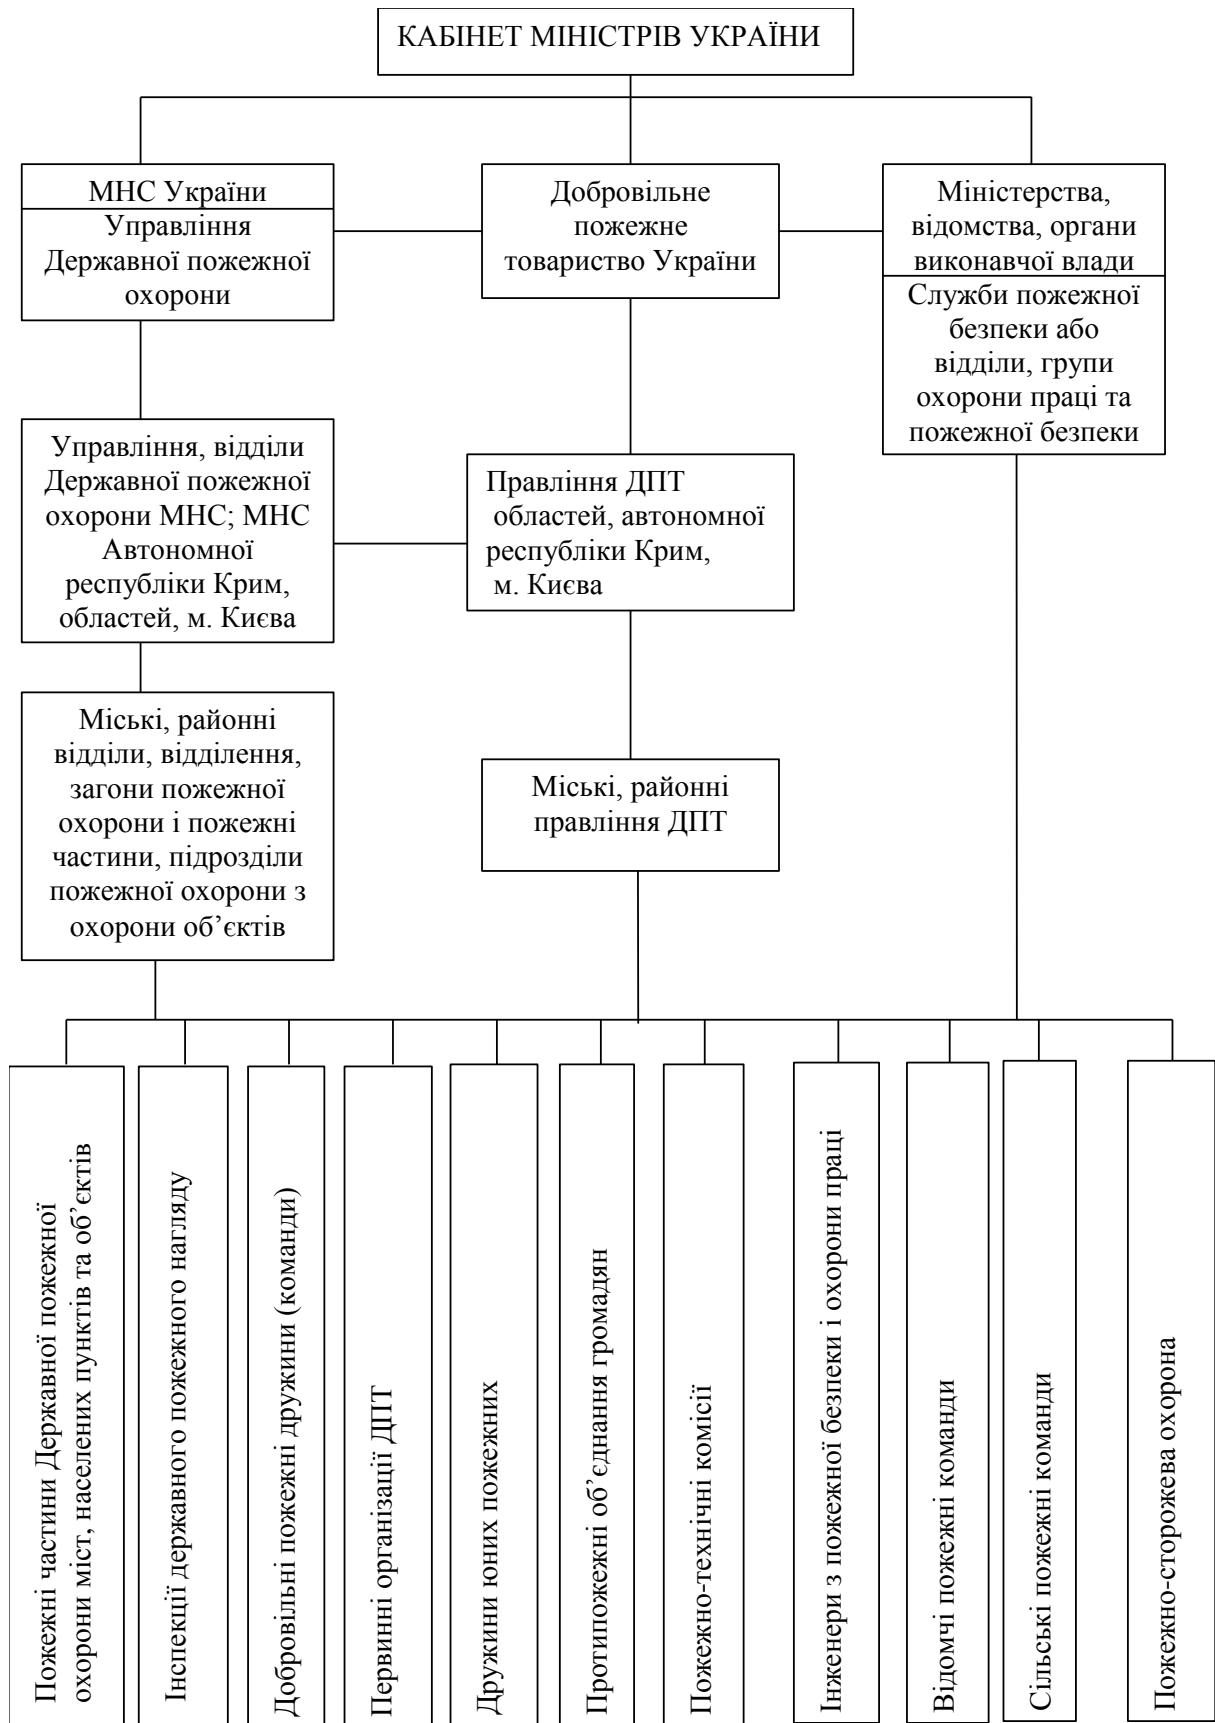 КАБІНЕТ МІНІСТРІВ УКРАЇНИ
МНС України
Управління
Державної пожежної
охорони
Добровільне
пожежне
товариство України
Міністерства,
відомства, органи
виконавчої влади
Служби пожежної
безпеки або
відділи, групи
охорони праці та
пожежної безпеки
Управління, відділи
Державної пожежної
охорони МНС; МНС
Автономної
республіки Крим,
областей, м. Києва
Правління ДПТ
областей, автономної
республіки Крим,
м. Києва
Міські, районні
відділи, відділення,
загони пожежної
охорони і пожежні
частини, підрозділи
пожежної охорони з
охорони об’єктів
Міські, районні
правління ДПТ
Пожежні частини Державної пожежної
охорони міст, населених пунктів та об’єктів
Інспекції державного пожежного нагляду
Добровільні пожежні дружини (команди)
Первинні організації ДПТ
Дружини юних пожежних
Протипожежні об’єднання громадян
Пожежно-технічні комісії
Інженери з пожежної безпеки і охорони праці
Відомчі пожежні команди
Сільські пожежні команди
Пожежно-сторожева охорона